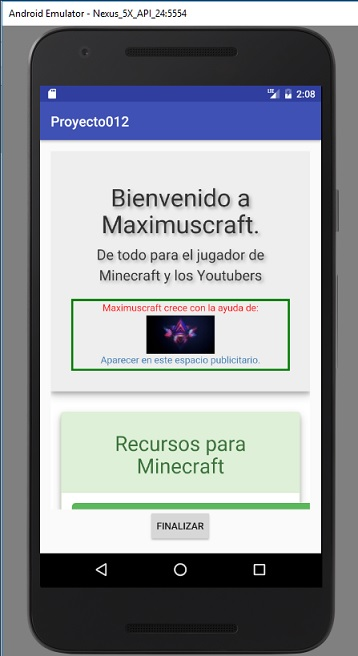 Android Emulator - Nexus_5X_API_24:5554
LTE 2:08
Proyecto012
Bienvenido a
Maximuscraft.
De todo para el jugador de
Minecraft y los Youtubers
Maximuscraft crece con la ayuda de:
Aparecer en este espacio publicitario.
Recursos para
Minecraft
FINALIZAR